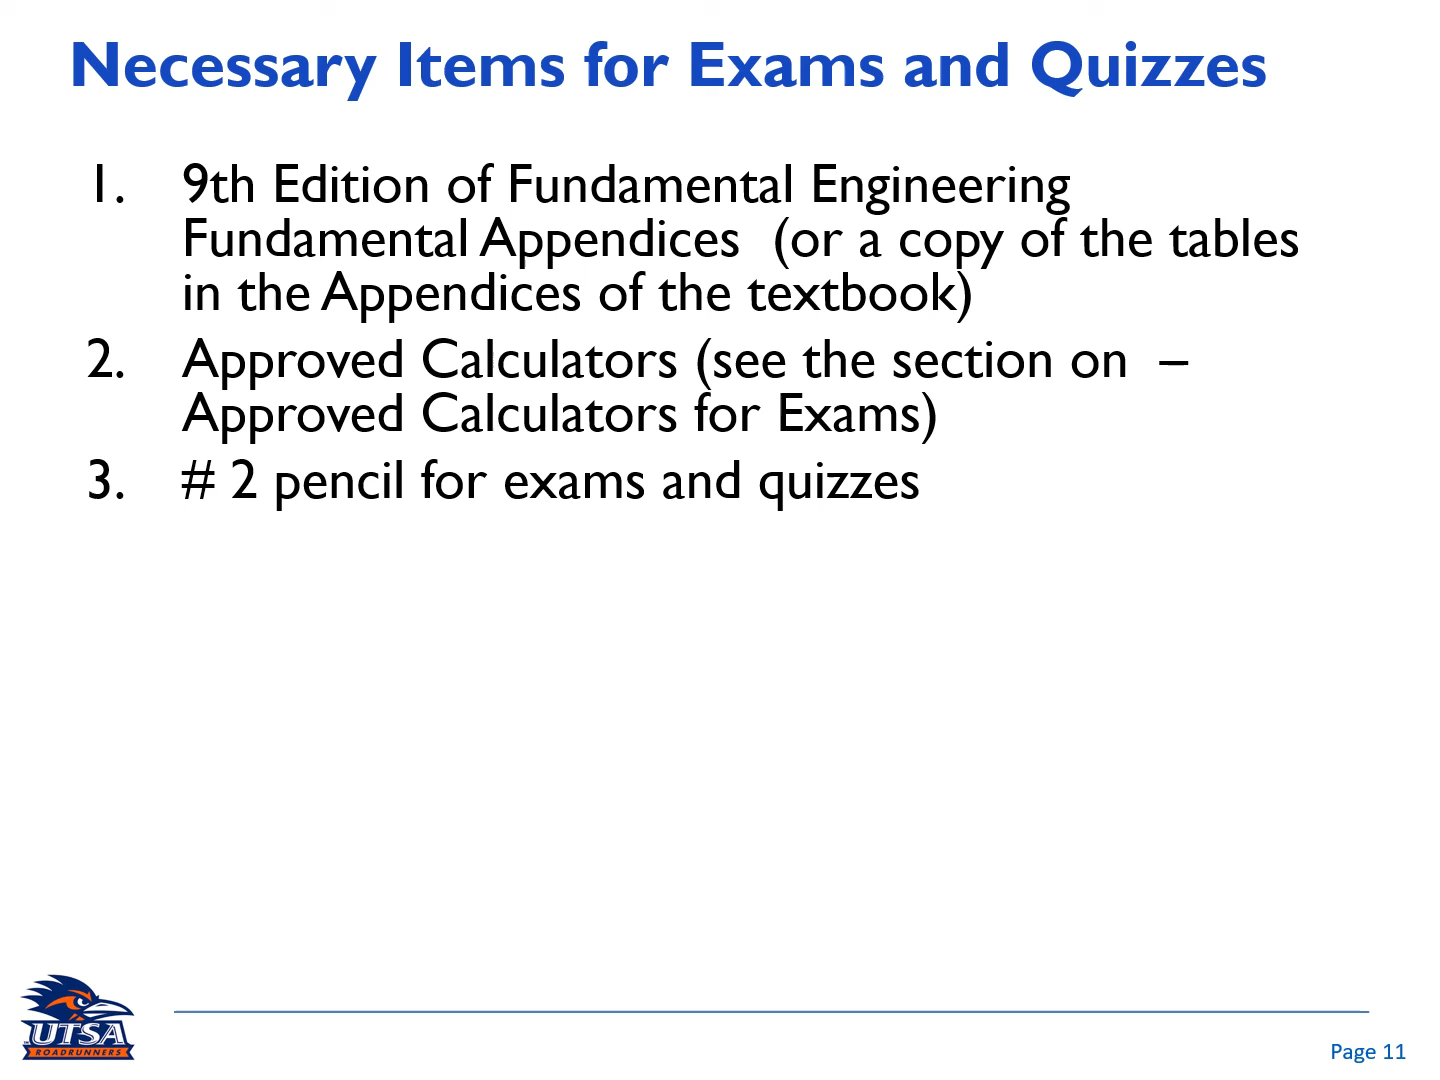 Necessary Items for Exams and Quizzes
1. 9th Edition of Fundamental Engineering
Fundamental Appendices (or a copy of the tables
in the Appendices of the textbook)
2. Approved Calculators (see the section on –
Approved Calculators for Exams)
3. # 2 pencil for exams and quizzes
UTSA
ROADRUNNERS
Page 11